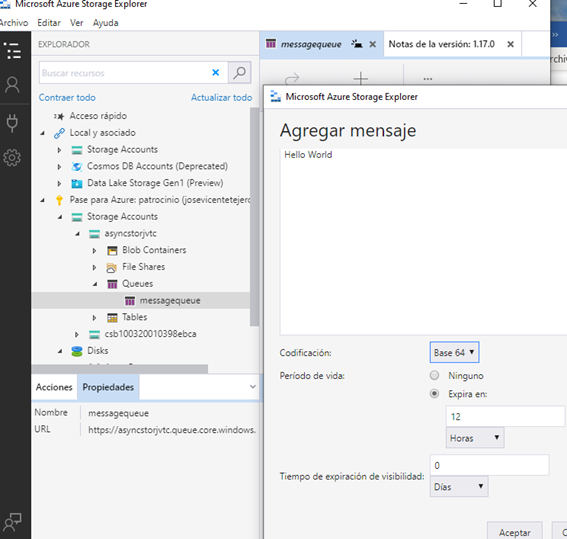 Microsoft Azure Storage Explorer
Archivo Editar Ver Ayuda
EXPLORADOR
Buscar recursos
Contraer todo Actualizar todo
Acceso rápido
Local y asociado
Storage Accounts
Cosmos DB Accounts (Deprecated)
Data Lake Storage Gen1 (Preview)
Pase para Azure: patrocinio (josevicentetejero
Storage Accounts
asyncstorjvtc
Blob Containers
File Shares
Queues
messagequeue
Tables
csb100320010398ebca
Disks
Acciones Propiedades
Nombre messagequeue
URL https://asyncstorjvtc.queue.core.windows.
messagequeue
Notas de la versión: 1.17.0
Microsoft Azure Storage Explorer
Agregar mensaje
Hello World
Codificación: Base 64
Período de vida: Ninguno
Expira en:
12
Horas
Tiempo de expiración de visibilidad: 0
Días
Aceptar